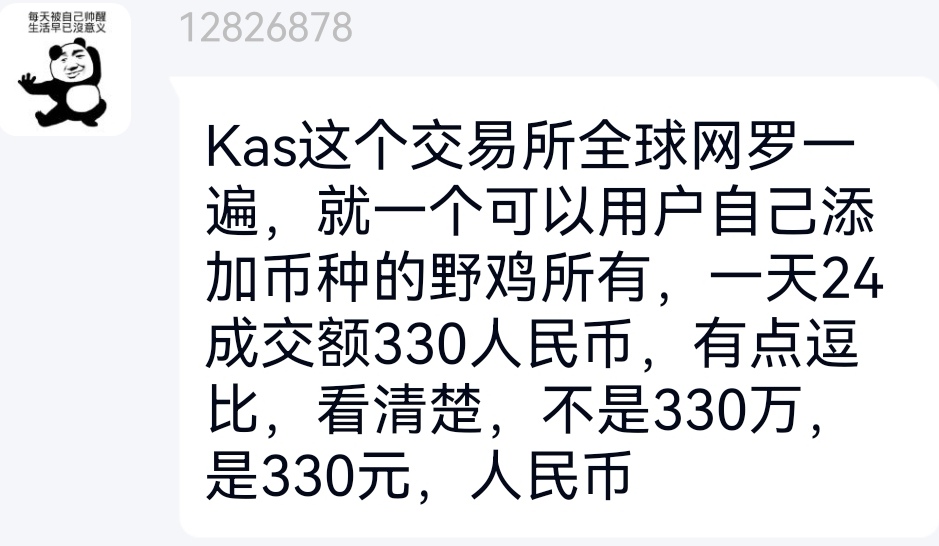 每天被自己帅醒
生活早已沒意义
12826878
Kas这个交易所全球网罗一
遍，就一个可以用户自己添
加币种的野鸡所有，一天24
成交额330人民币，有点逗
比，看清楚，不是330万，
是330元，人民币